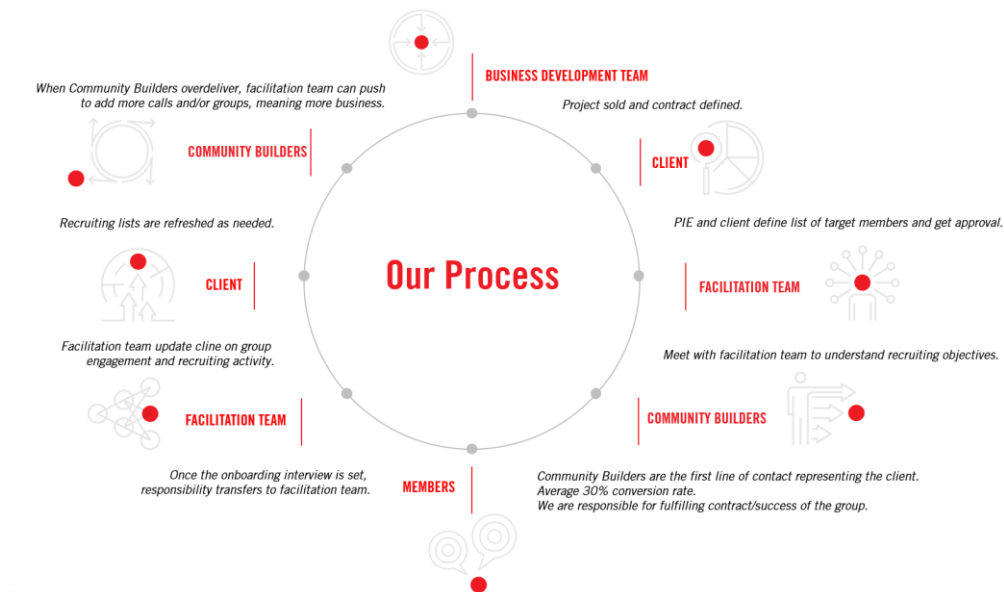 BUSINESS DEVELOPMENT TEAM
Project sold and contract defined.
CLIENT
PIE and client define list of target members and get approval.
FACILITATION TEAM
Meet with facilitation team to understand recruiting objectives.
COMMUNITY BUILDERS
Community Builders are the first line of contact representing the client.
Average 30% conversion rate.
We are responsible for fulfilling contract/success of the group.
MEMBERS
Once the onboarding interview is set,
responsibility transfers to facilitation team.
FACILITATION TEAM
Facilitation team update cline on group
engagement and recruiting activity.
CLIENT
Recruiting lists are refreshed as needed.
COMMUNITY BUILDERS
When Community Builders overdeliver, facilitation team can push
to add more calls and/or groups, meaning more business.
Our Process